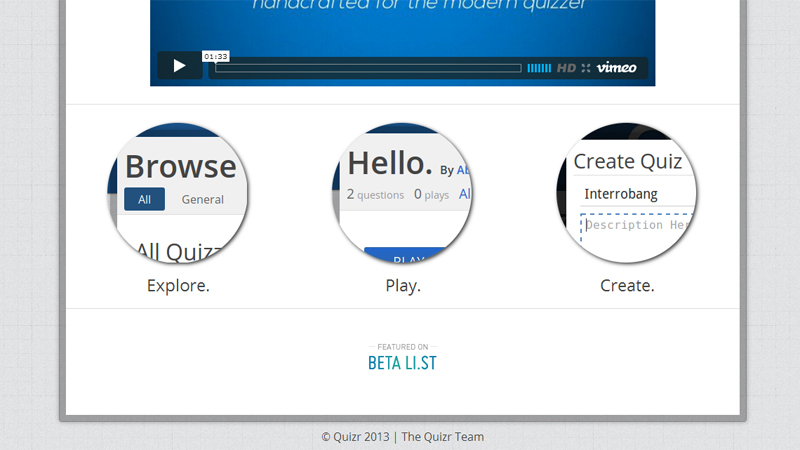 handcrafted for the modern quizzer
01:33
HD vimeo
Browse
All General
All Quizz
Explore.
Hello. By Ab
2 questions 0 plays Al
PLAY
Play.
Create Quiz
Interrobang
Description Her
Create.
FEATURED ON
BETA LI.ST
© Quizr 2013 | The Quizr Team